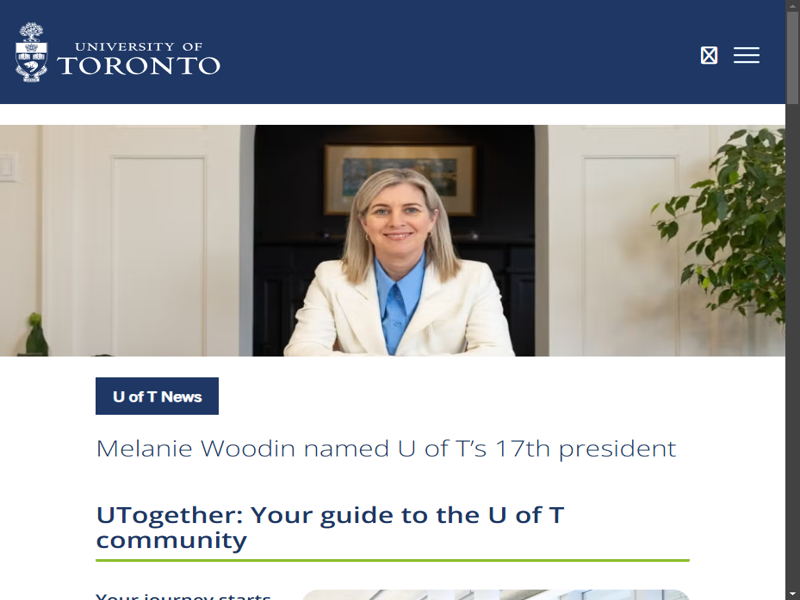 UNIVERSITY OF
TORONTO
U of T News
Melanie Woodin named U of T’s 17th president
UTogether: Your guide to the U of T
community
Your journey starts